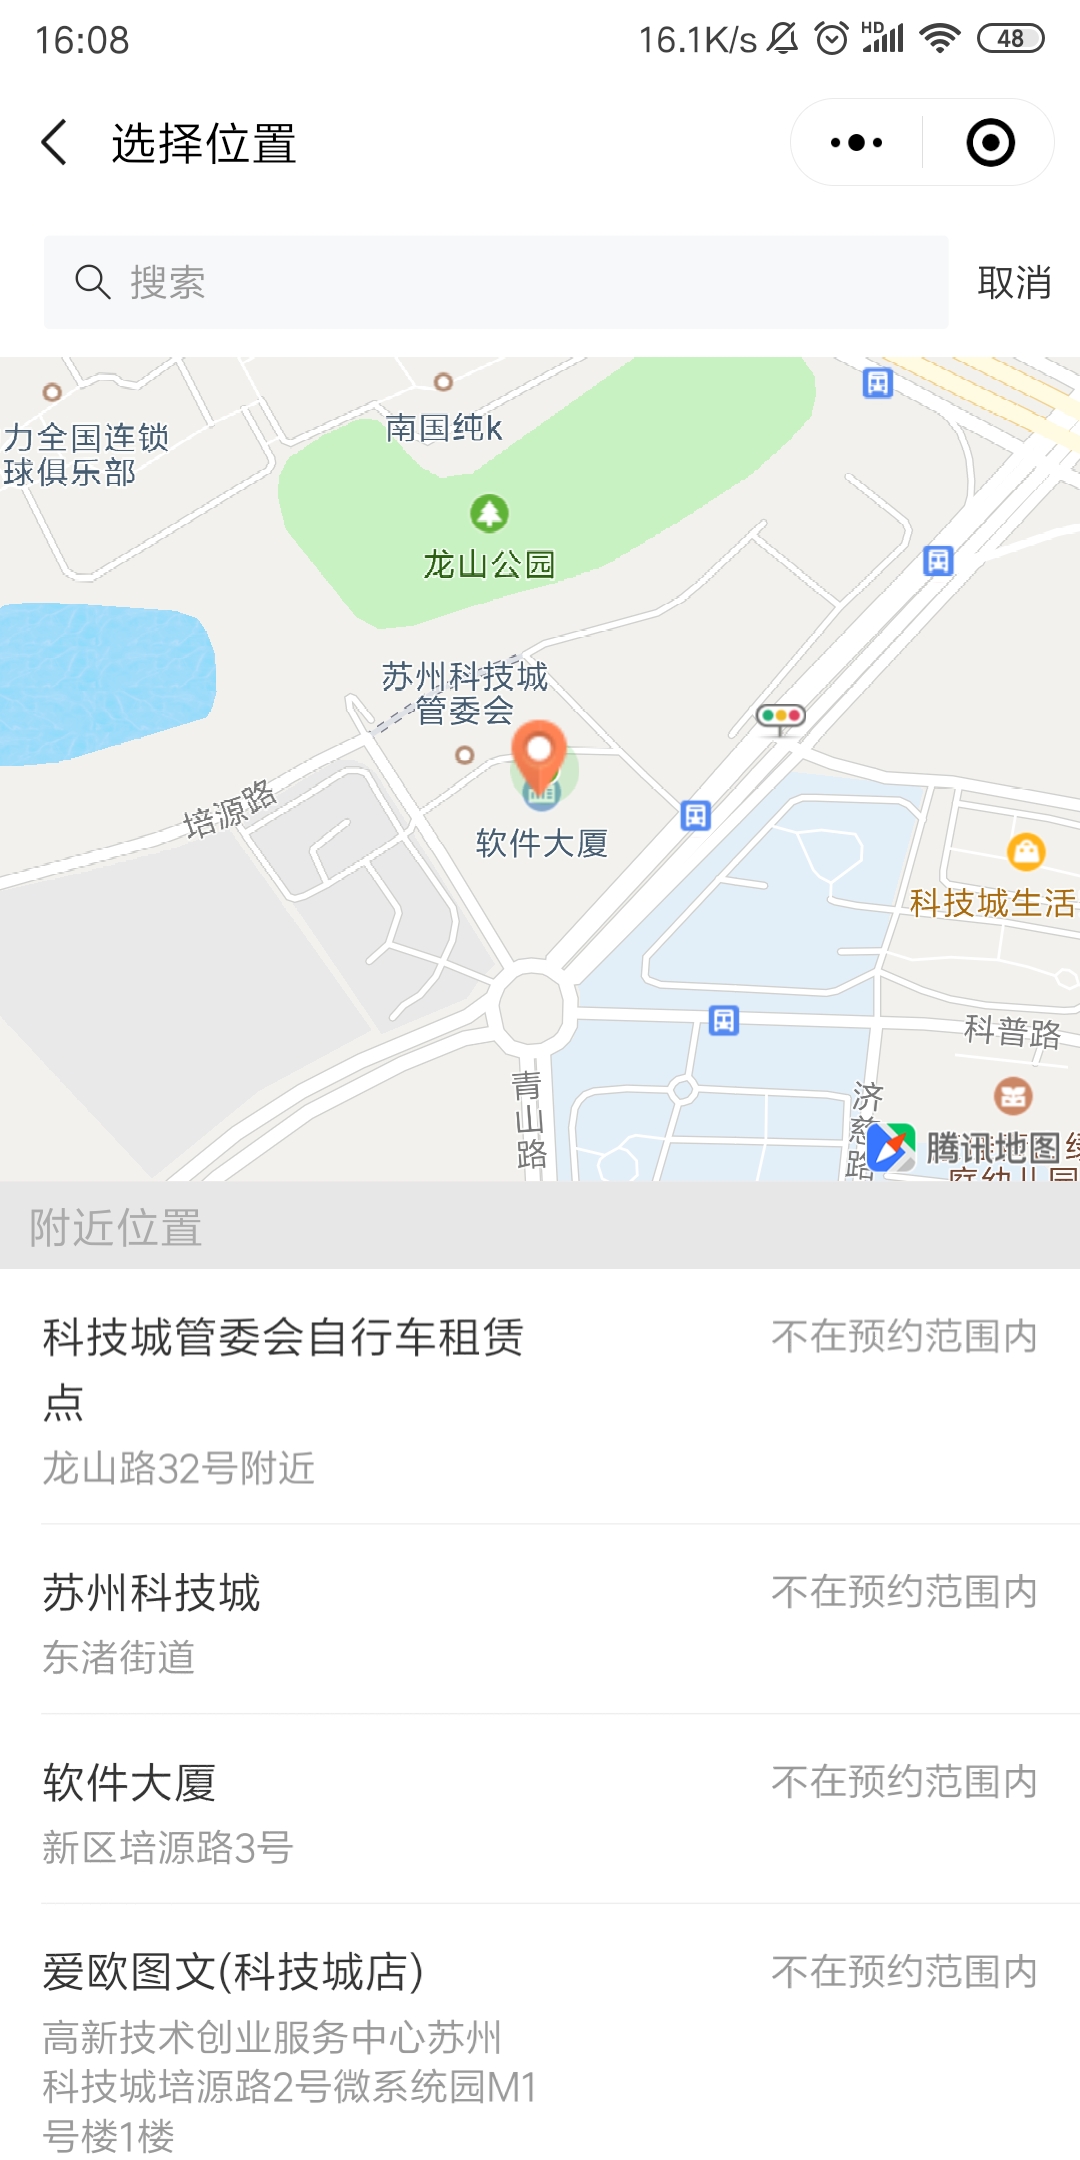 16:08
16.1K/s HD 48
选择位置
搜索
取消
力全国连锁
球俱乐部
南国纯k
龙山公园
苏州科技城
管委会
培源路
软件大厦
科技城生活
科普路
青山路
济慈路
腾讯地图
庭幼儿园
附近位置
科技城管委会自行车租赁
点
不在预约范围内
龙山路32号附近
苏州科技城
不在预约范围内
东渚街道
软件大厦
不在预约范围内
新区培源路3号
爱欧图文(科技城店)
不在预约范围内
高新技术创业服务中心苏州
科技城培源路2号微系统园M1
号楼1楼